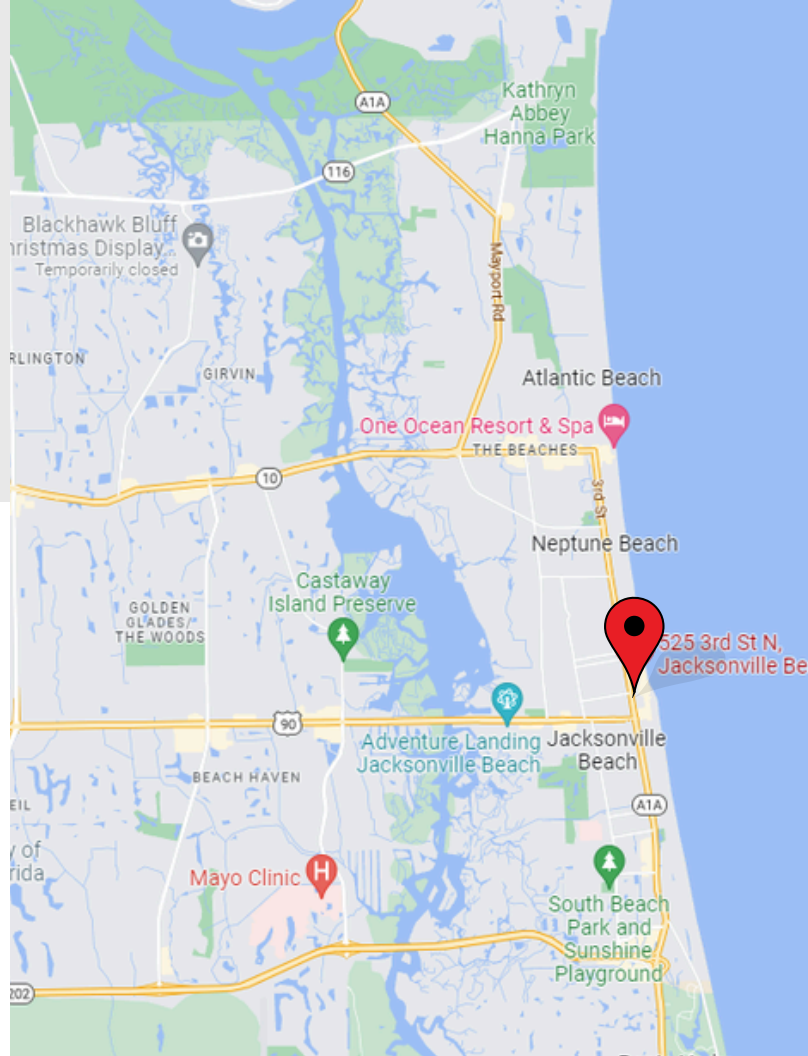 Kathryn
Abbey
Hanna Park
A1A
116
Blackhawk Bluff
hristmas Display...
Temporarily closed
Mayport Rd
RLINGTON
GIRVIN
Atlantic Beach
One Ocean Resort & Spa
THE BEACHES
10
3rd St
Neptune Beach
Castaway
Island Preserve
GOLDEN
GLADES/
THE WOODS
525 3rd St N,
Jacksonville Be
90
Adventure Landing
Jacksonville Beach
Jacksonville
Beach
BEACH HAVEN
A1A
EIL
y of
rida
Mayo Clinic
H
South Beach
Park and
Sunshine
Playground
202